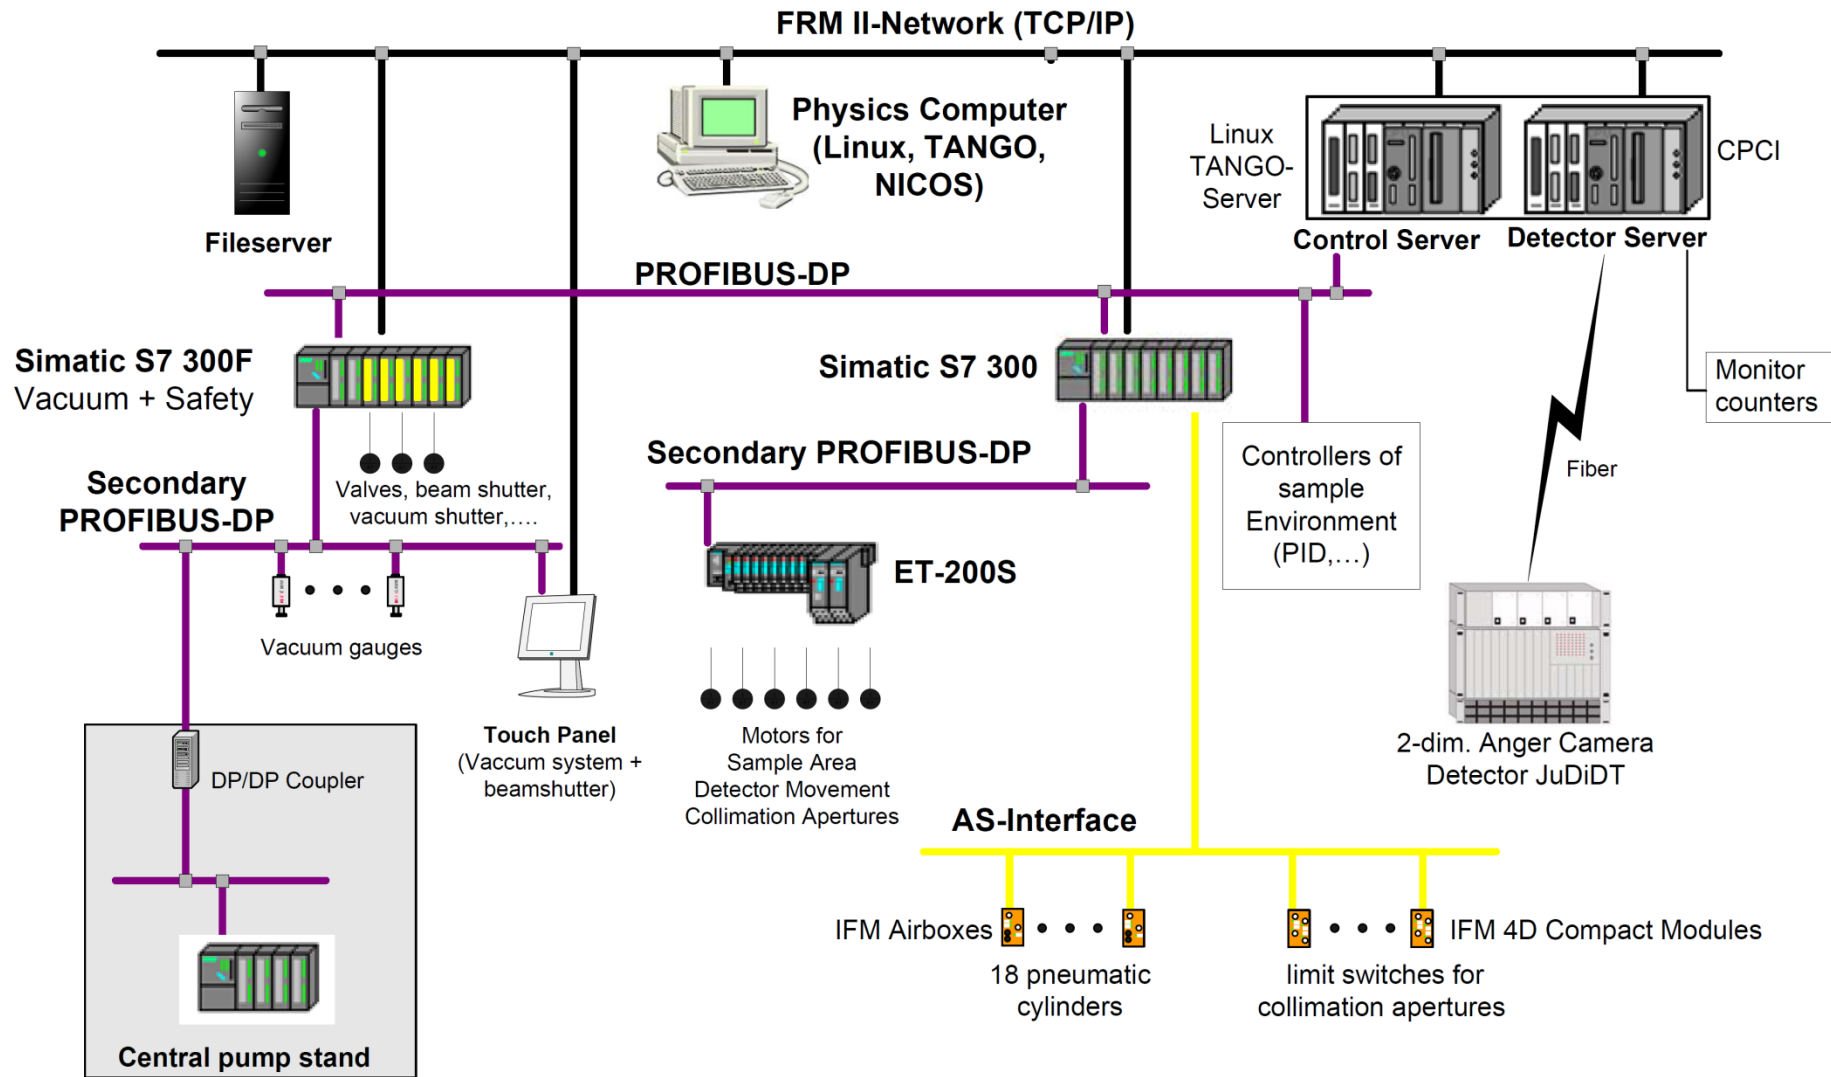 FRM II-Network (TCP/IP)
Physics Computer
(Linux, TANGO,
NICOS)
Linux
TANGO-
Server
CPCI
Fileserver
Control Server
Detector Server
PROFIBUS-DP
Simatic S7 300F
Vacuum + Safety
Simatic S7 300
Monitor
counters
Secondary
PROFIBUS-DP
Valves, beam shutter,
vacuum shutter,....
Secondary PROFIBUS-DP
Controllers of
sample
Environment
(PID,...)
Fiber
ET-200S
Vacuum gauges
Touch Panel
(Vaccum system +
beamshutter)
Motors for
Sample Area
Detector Movement
Collimation Apertures
2-dim. Anger Camera
Detector JuDiDT
DP/DP Coupler
AS-Interface
IFM Airboxes
IFM 4D Compact Modules
18 pneumatic
cylinders
limit switches for
collimation apertures
Central pump stand